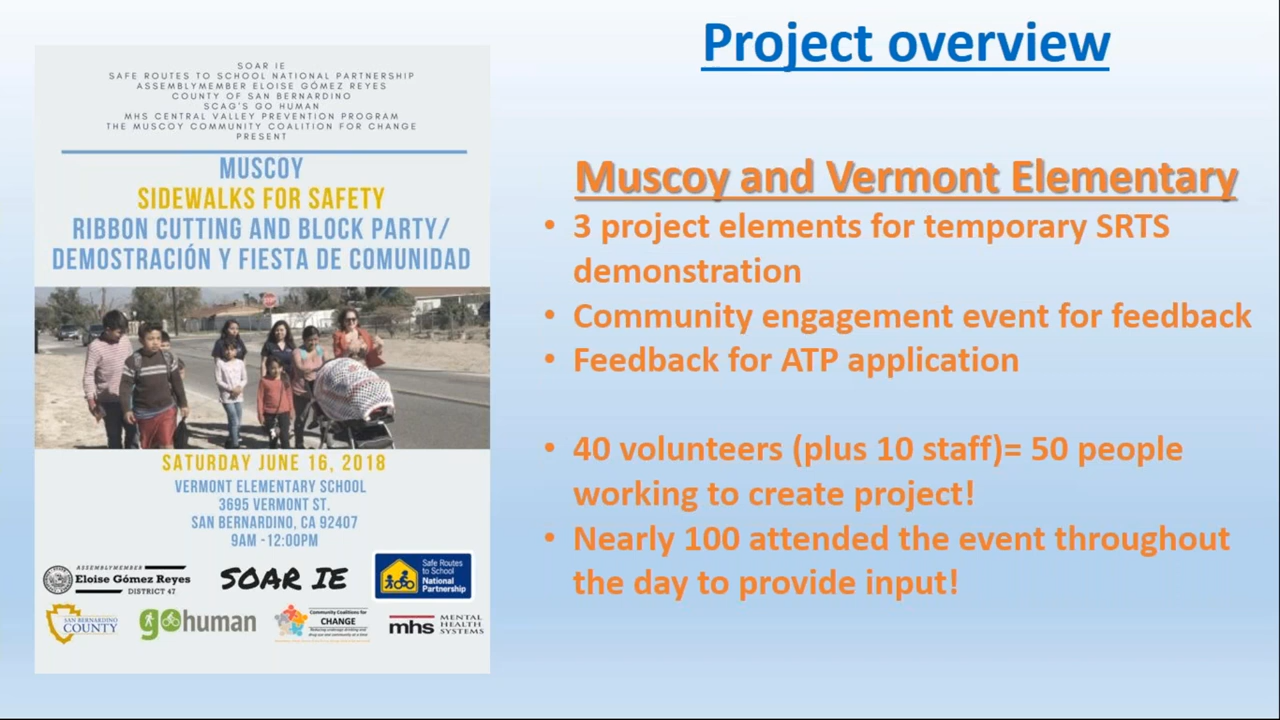 Project overview
SOAR IE
SAFE ROUTES TO SCHOOL NATIONAL PARTNERSHIP
ASSEMBLYMEMBER ELOISE GÓMEZ REYES
COUNTY OF SAN BERNARDINO
SCAG'S GO HUMAN
MHS CENTRAL VALLEY PREVENTION PROGRAM
THE MUSCOY COMMUNITY COALITION FOR CHANGE
PRESENT
MUSCOY
SIDEWALKS FOR SAFETY
RIBBON CUTTING AND BLOCK PARTY/
DEMOSTRACIÓN Y FIESTA DE COMUNIDAD
STOP
SATURDAY JUNE 16, 2018
VERMONT ELEMENTARY SCHOOL
3695 VERMONT ST.
SAN BERNARDINO, CA 92407
9AM -12:00PM
ASSEMBLYMEMBER
Eloise Gómez Reyes
DISTRICT 47
SOAR IE
Safe Routes
to School
National
Partnership
SAN BERNARDINO
COUNTY
gohuman
Community Coalitions for
CHANGE
mhs MENTAL
HEALTH
SYSTEMS
Muscoy and Vermont Elementary
• 3 project elements for temporary SRTS
demonstration
• Community engagement event for feedback
• Feedback for ATP application
• 40 volunteers (plus 10 staff)= 50 people
working to create project!
• Nearly 100 attended the event throughout
the day to provide input!